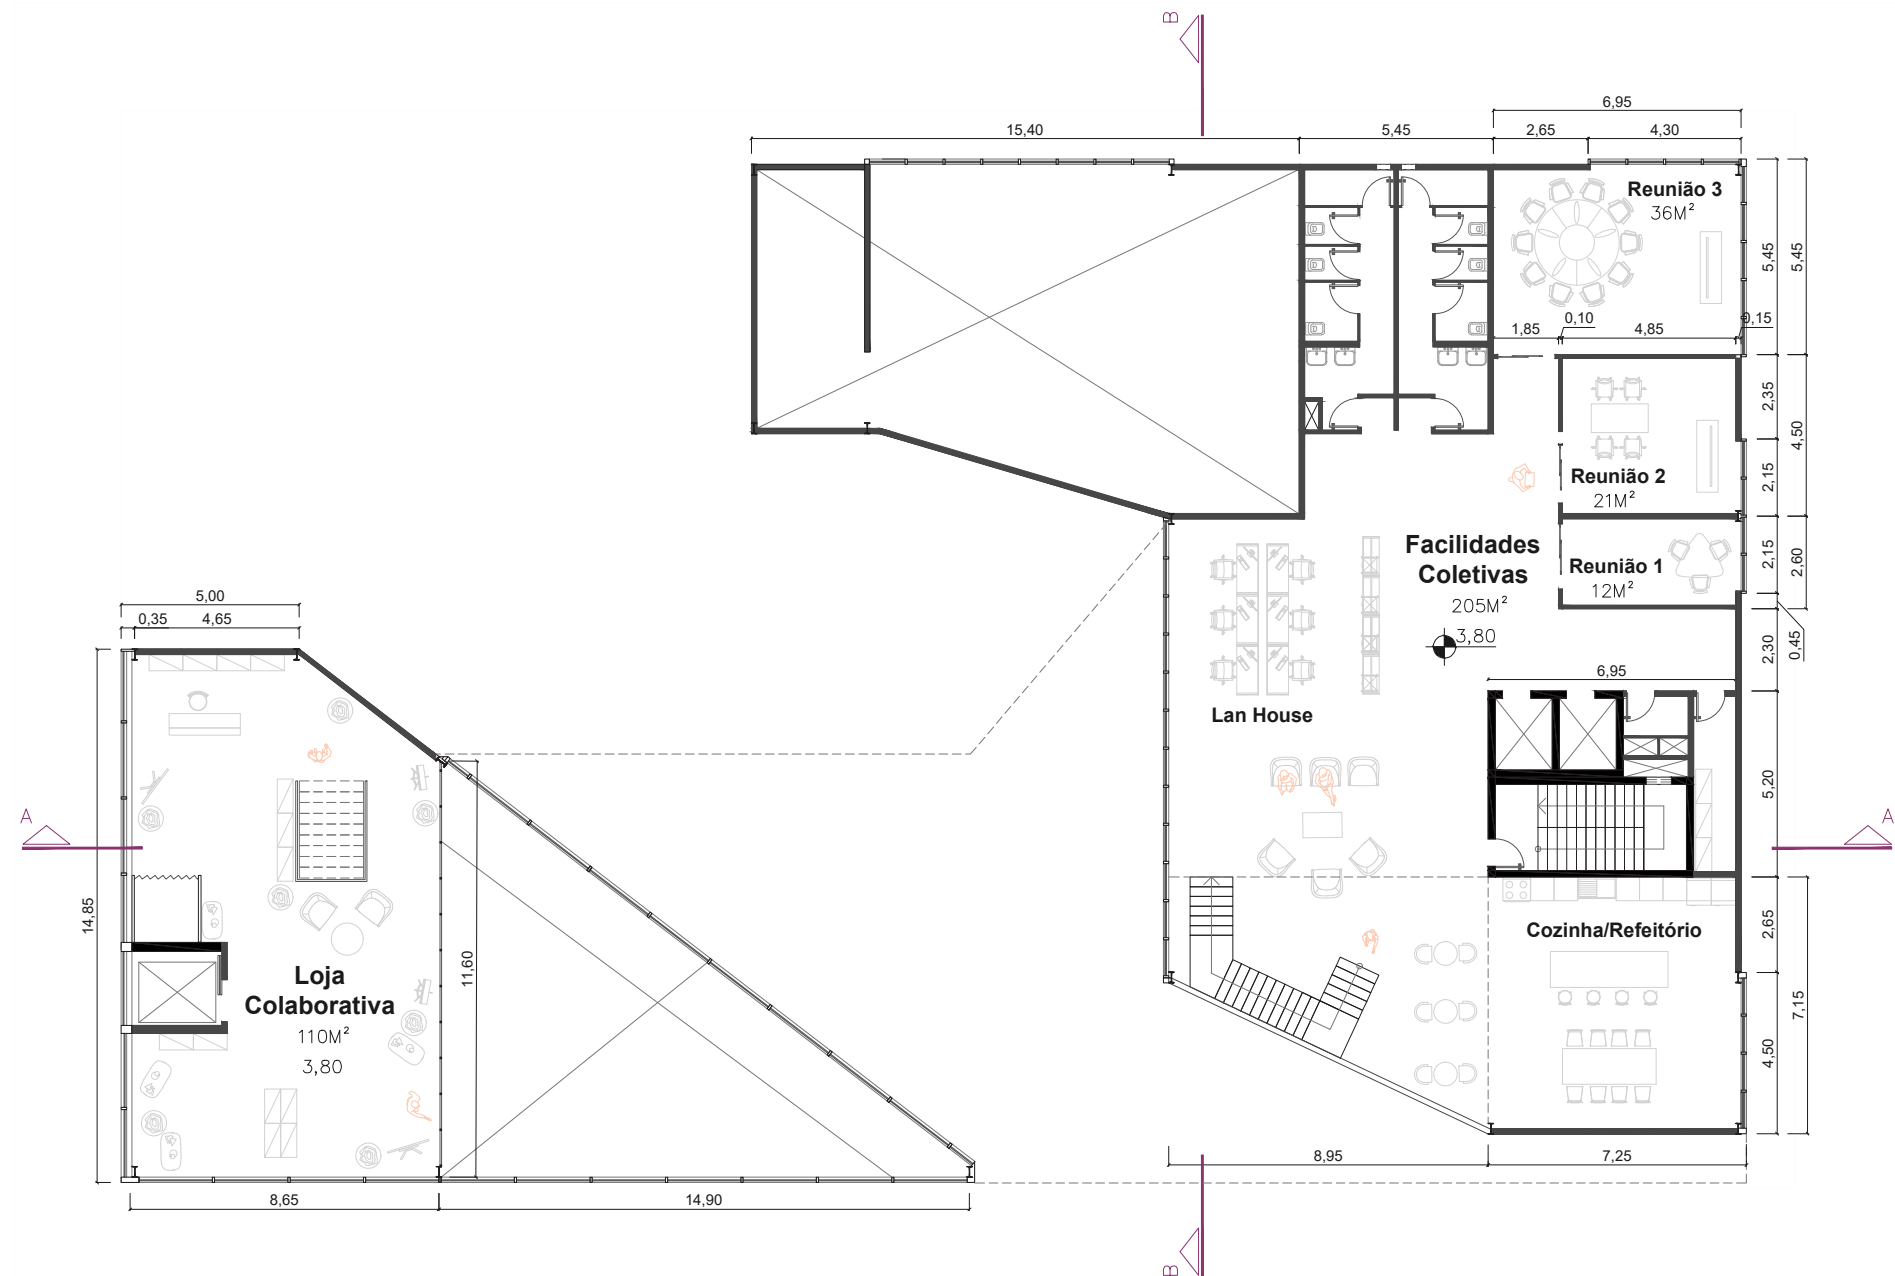 B
6,95
15,40
5,45
2,65
4,30
Reunião 3
36M²
5,45
5,45
1,85
0,10
4,85
0,15
2,35
4,50
Reunião 2
21M²
2,15
Facilidades
Coletivas
205M²
3,80
Reunião 1
12M²
2,15
2,60
0,45
2,30
6,95
Lan House
5,00
0,35
4,65
A
14,85
11,60
Loja
Colaborativa
110M²
3,80
8,65
14,90
5,20
A
Cozinha/Refeitório
2,65
7,15
4,50
8,95
7,25
B